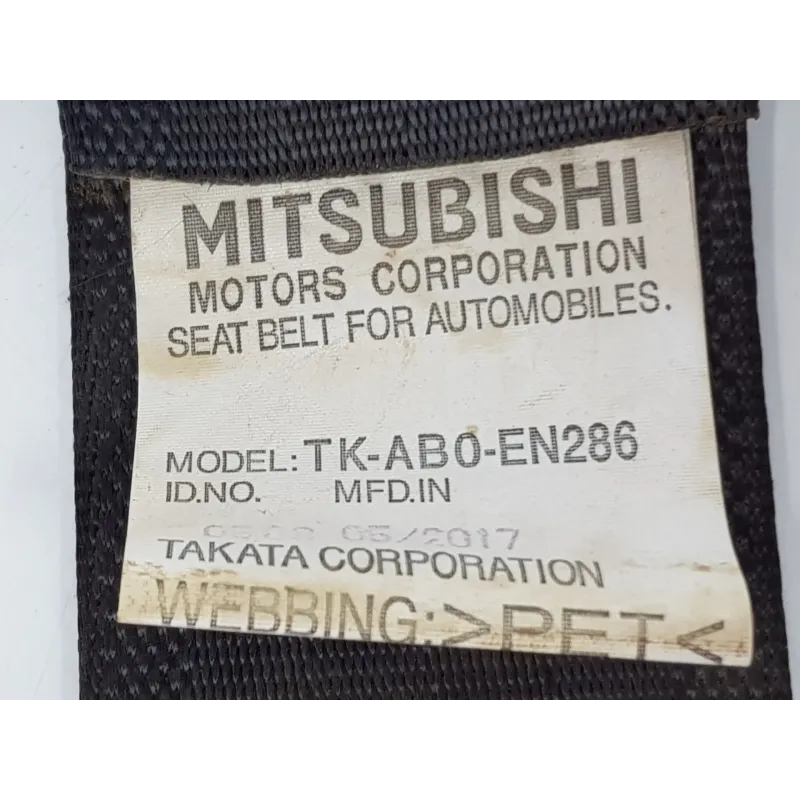 MITSUBISHI
MOTORS CORPORATION
SEAT BELT FOR AUTOMOBILES.
MODEL: TK-AB0-EN286
ID.NO. MFD.IN
05/2017
TAKATA CORPORATION
WEBBING:>PET<